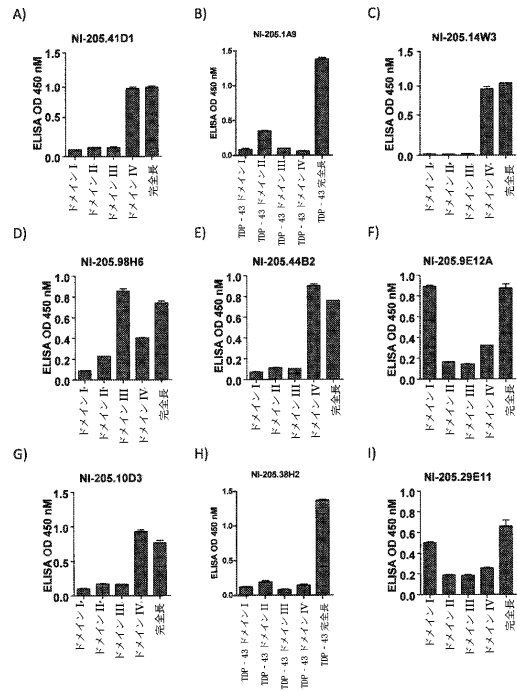 A)
NI-205.41D1
ELISA OD 450 nM
1.5
1.0
0.5
0.0
ドメイン I
ドメイン II
ドメイン III
ドメイン IV
完全長
B)
NI-205.1A9
ELISA OD 450 nM
1.5
1.0
0.5
0.0
TDP-43 ドメイン I
TDP-43 ドメイン II
TDP-43 ドメイン III
TDP-43 ドメイン IV
TDP-43 完全長
C)
NI-205.14W3
ELISA OD 450 nM
1.5
1.0
0.5
0.0
ドメイン I
ドメイン II
ドメイン III
ドメイン IV
完全長
D)
NI-205.98H6
ELISA OD 450 nM
1.0
0.8
0.6
0.4
0.2
0.0
ドメイン I
ドメイン II
ドメイン III
ドメイン IV
完全長
E)
NI-205.44B2
ELISA OD 450 nM
1.0
0.8
0.6
0.4
0.2
0.0
ドメイン I
ドメイン II
ドメイン III
ドメイン IV
完全長
F)
NI-205.9E12A
ELISA OD 450 nM
1.0
0.8
0.6
0.4
0.2
0.0
ドメイン I
ドメイン II
ドメイン III
ドメイン IV
完全長
G)
NI-205.10D3
ELISA OD 450 nM
1.5
1.0
0.5
0.0
ドメイン I
ドメイン II
ドメイン III
ドメイン IV
完全長
H)
NI-205.38H2
ELISA OD 450 nM
1.5
1.0
0.5
0.0
TDP-43 ドメイン I
TDP-43 ドメイン II
TDP-43 ドメイン III
TDP-43 ドメイン IV
TDP-43 完全長
I)
NI-205.29E11
ELISA OD 450 nM
1.0
0.8
0.6
0.4
0.2
0.0
ドメイン I
ドメイン II
ドメイン III
ドメイン IV
完全長